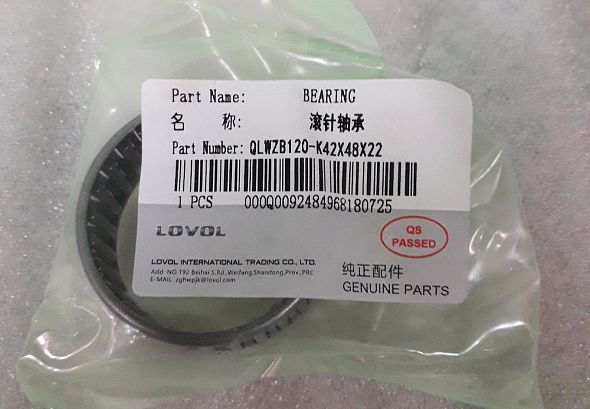 Part Name: BEARING
名 称: 滚针轴承
Part Number: QLWZB120-K42X48X22
1 PCS 000Q0092484968180725
LOVOL
QS
PASSED
LOVOL INTERNATIONAL TRADING CO., LTD.
Add: NO.192 Beihai S.Rd.,Weifang,Shandong,Prov.,PRC
E-MAIL: zghwpjk@lovol.com
纯正配件
GENUINE PARTS